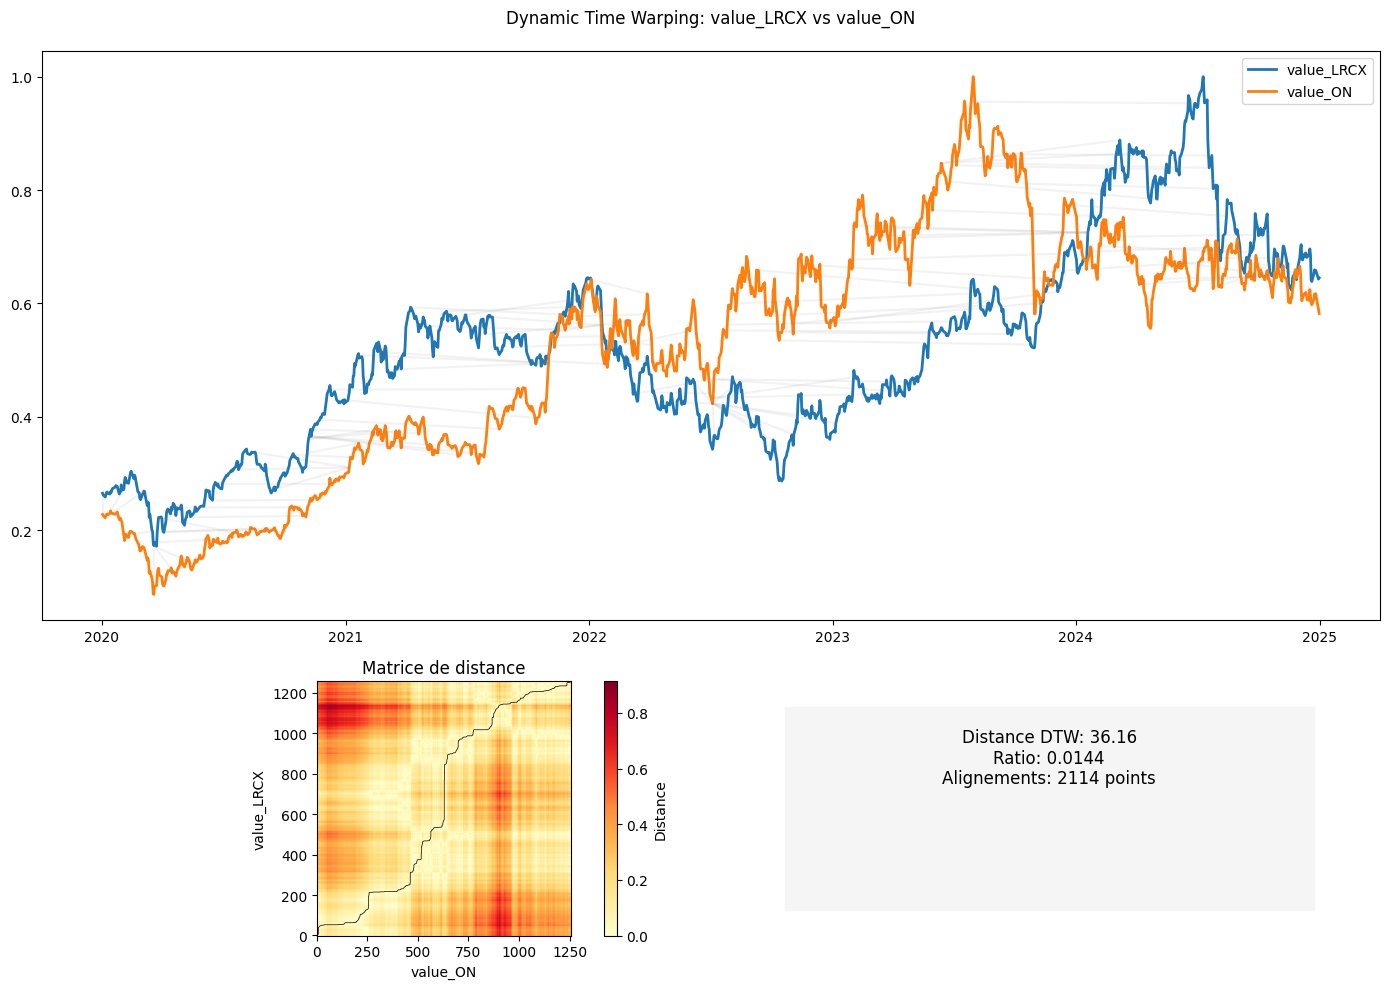 Dynamic Time Warping: value_LRCX vs value_ON
value_LRCX
value_ON
1.0
0.8
0.6
0.4
0.2
2020 2021 2022 2023 2024 2025
Matrice de distance
value_LRCX
1200
1000
800
600
400
200
0
0 250 500 750 1000 1250
value_ON
0.8
0.6
0.4
0.2
0.0
Distance
Distance DTW: 36.16
Ratio: 0.0144
Alignements: 2114 points